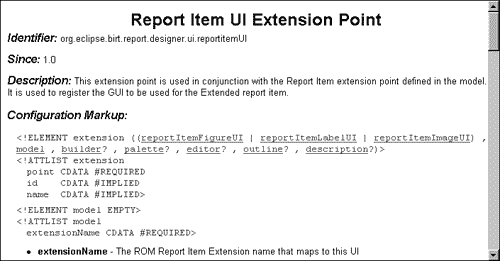 Report Item UI Extension Point
Identifier: org.eclipse.birt.report.designer.ui.reportitemUI
Since: 1.0
Description: This extension point is used in conjunction with the Report Item extension point defined in the model.
It is used to register the GUI to be used for the Extended report item.
Configuration Markup:
<!ELEMENT extension ((reportItemFigureUI | reportItemLabelUI | reportItemImageUI) ,
model , builder? , palette? , editor? , outline? , description?)>
<!ATTLIST extension
point CDATA #REQUIRED
id CDATA #IMPLIED
name CDATA #IMPLIED>
<!ELEMENT model EMPTY>
<!ATTLIST model
extensionName CDATA #REQUIRED>
• extensionName - The ROM Report Item Extension name that maps to this UI